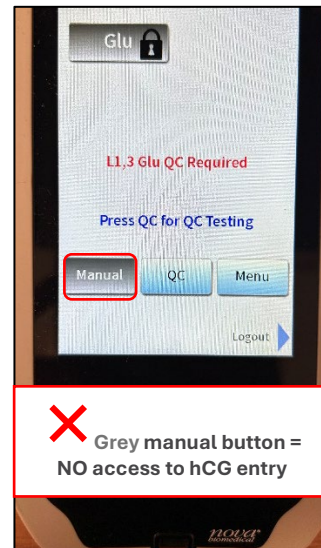 Glu
L1,3 Glu QC Required
Press QC for QC Testing
Manual QC Menu
Logout
Grey manual button =
NO access to hCG entry
nova
biomedical